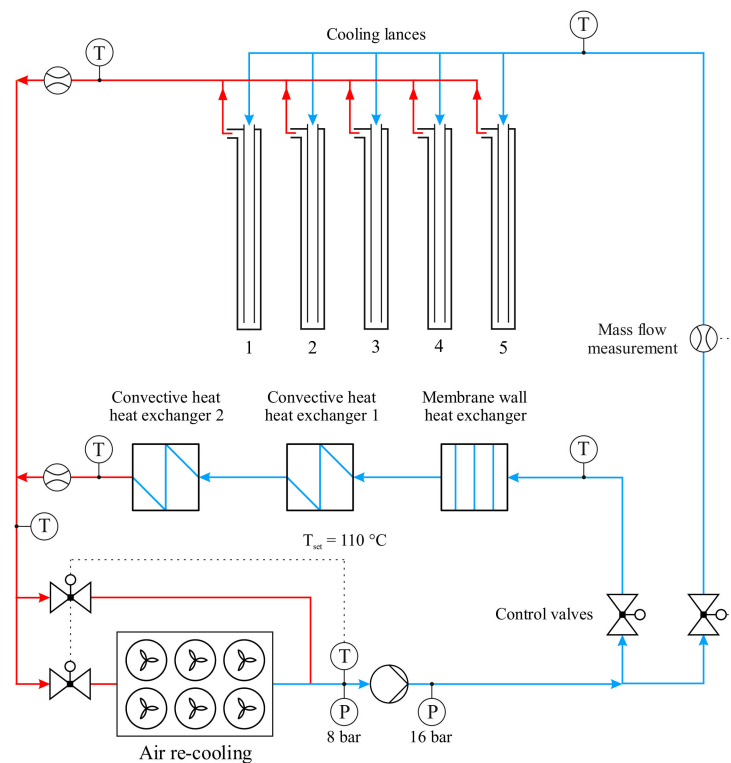 Cooling lances
T
T
T
1
2
3
4
5
Mass flow
measurement
Convective heat
heat exchanger 2
Convective heat
heat exchanger 1
Membrane wall
heat exchanger
T
T
T
Tset = 110 °C
Control valves
T
P
P
8 bar
16 bar
Air re-cooling